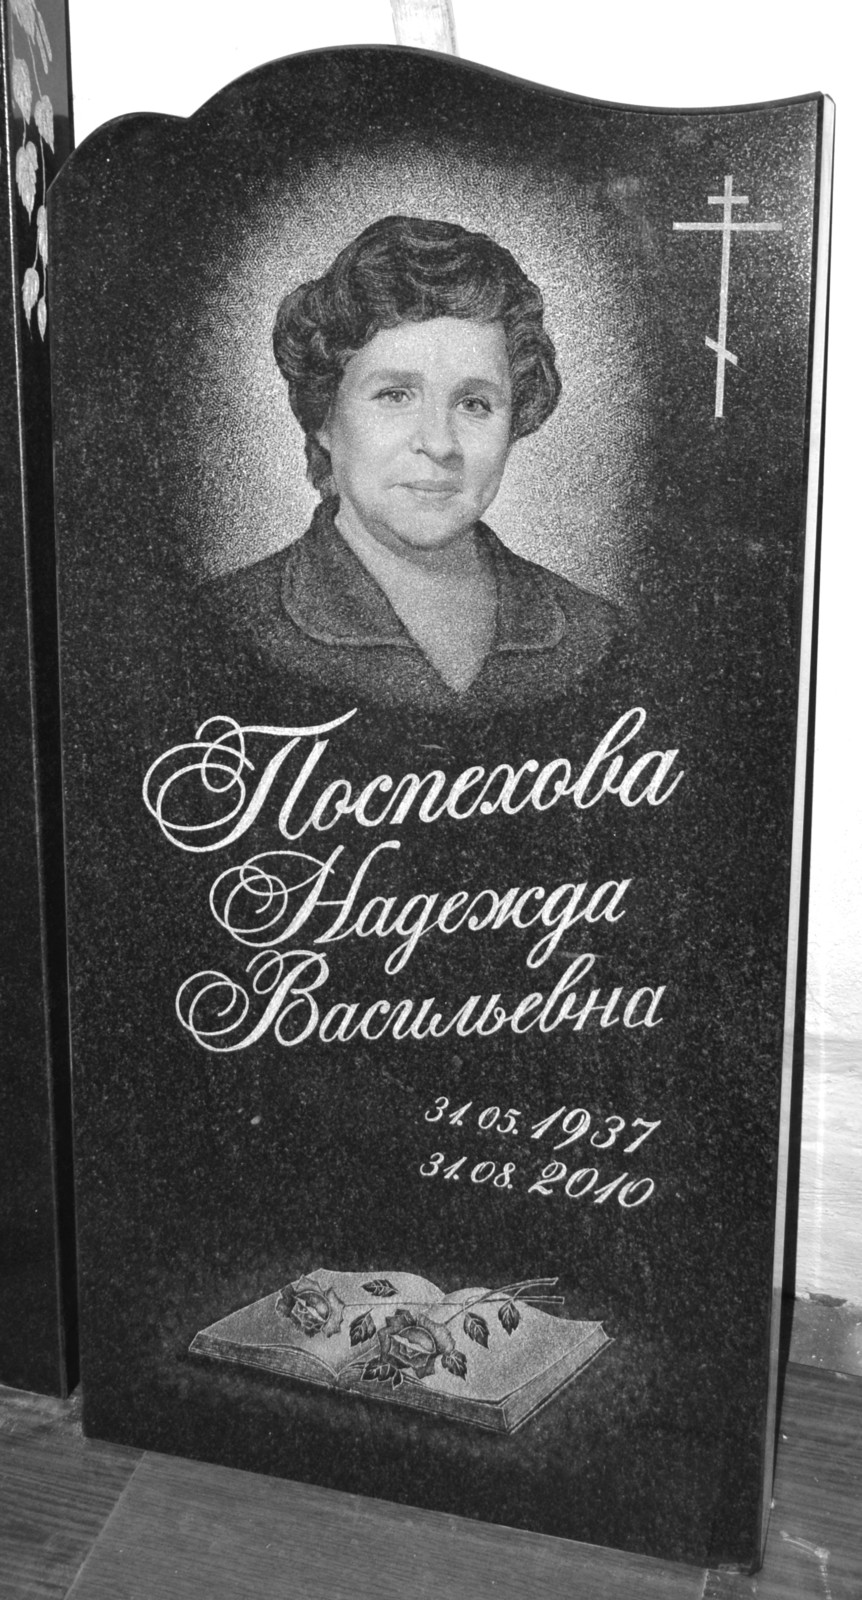 Поспехова
Надежда
Васильевна
31.05.1937
31.08.2010